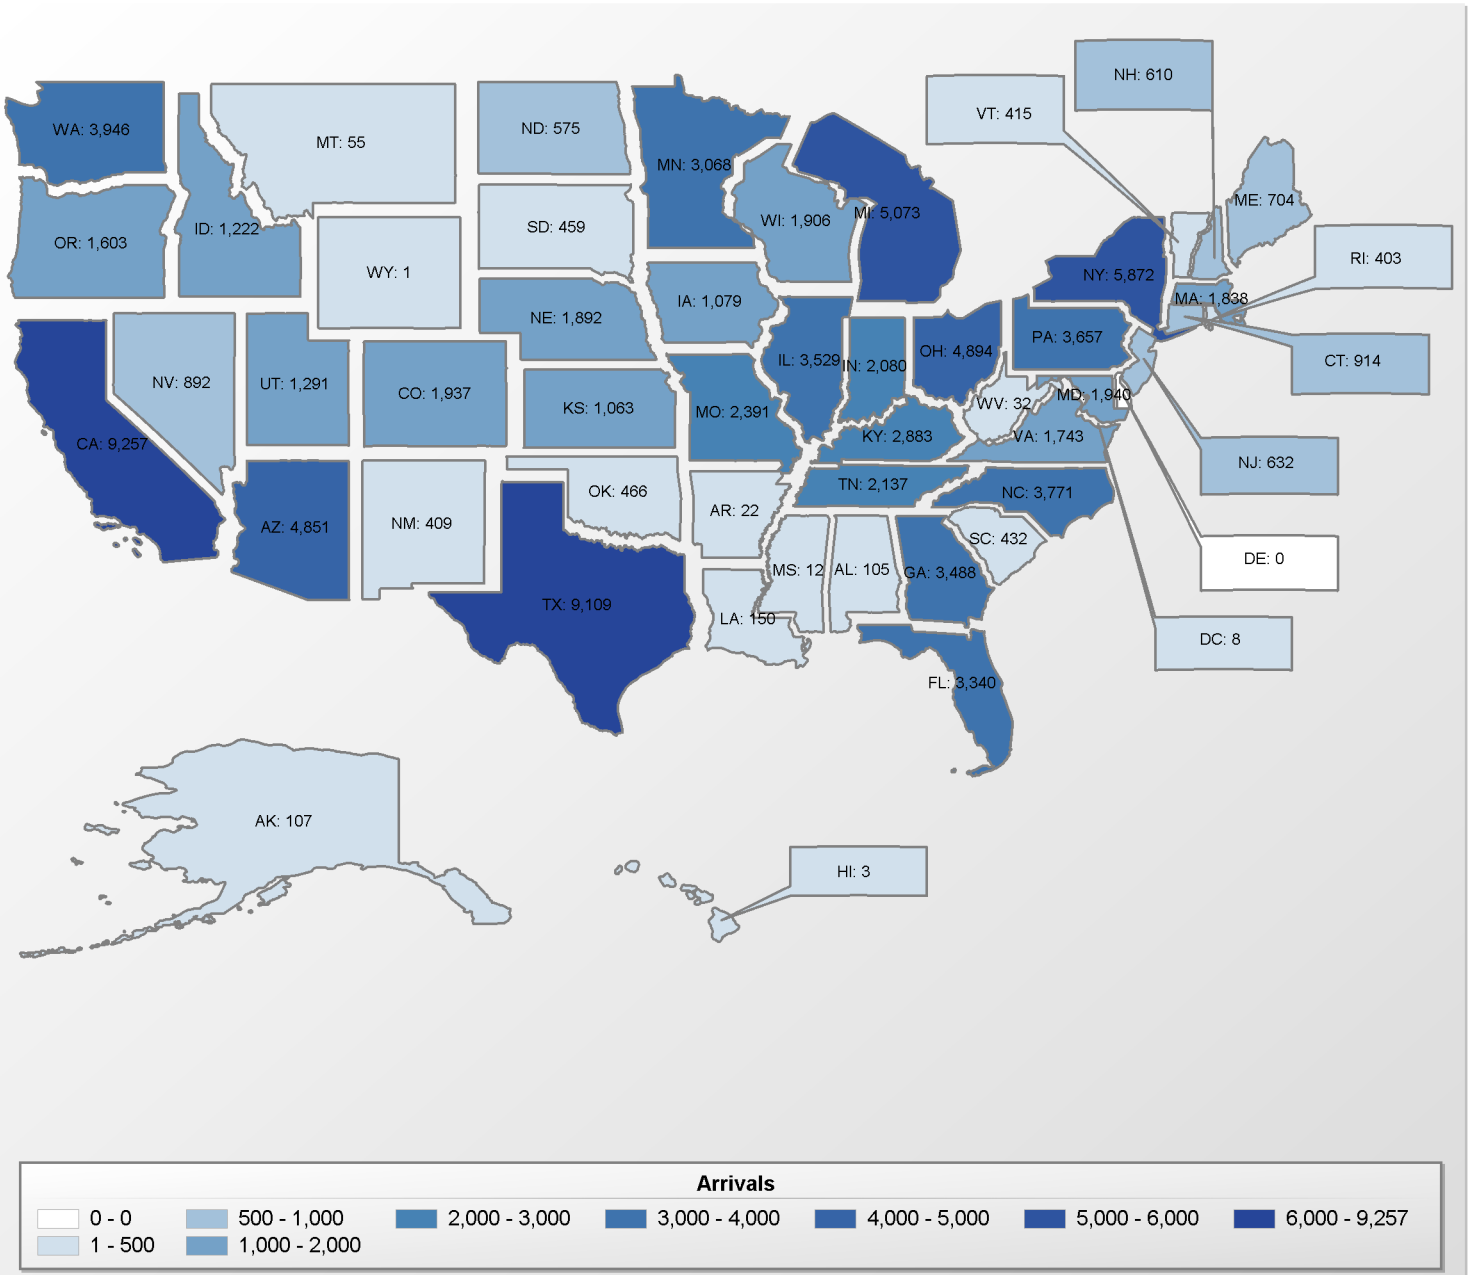 NH: 610
VT: 415
WA: 3,946
ND: 575
MT: 55
MN: 3,068
ME: 704
MI: 5,073
WI: 1,906
SD: 459
ID: 1,222
OR: 1,603
RI: 403
WY: 1
NY: 5,872
MA: 1,838
IA: 1,079
NE: 1,892
PA: 3,657
OH: 4,894
IL: 3,529
IN: 2,080
CT: 914
NV: 892
UT: 1,291
CO: 1,937
MD: 1,940
WV: 32
KS: 1,063
MO: 2,391
KY: 2,883
VA: 1,743
CA: 9,257
NJ: 632
TN: 2,137
OK: 466
NC: 3,771
AR: 22
AZ: 4,851
NM: 409
SC: 432
DE: 0
MS: 12
AL: 105
GA: 3,488
TX: 9,109
LA: 150
DC: 8
FL: 3,340
AK: 107
HI: 3
Arrivals
0 - 0
500 - 1,000
2,000 - 3,000
3,000 - 4,000
4,000 - 5,000
5,000 - 6,000
6,000 - 9,257
1 - 500
1,000 - 2,000